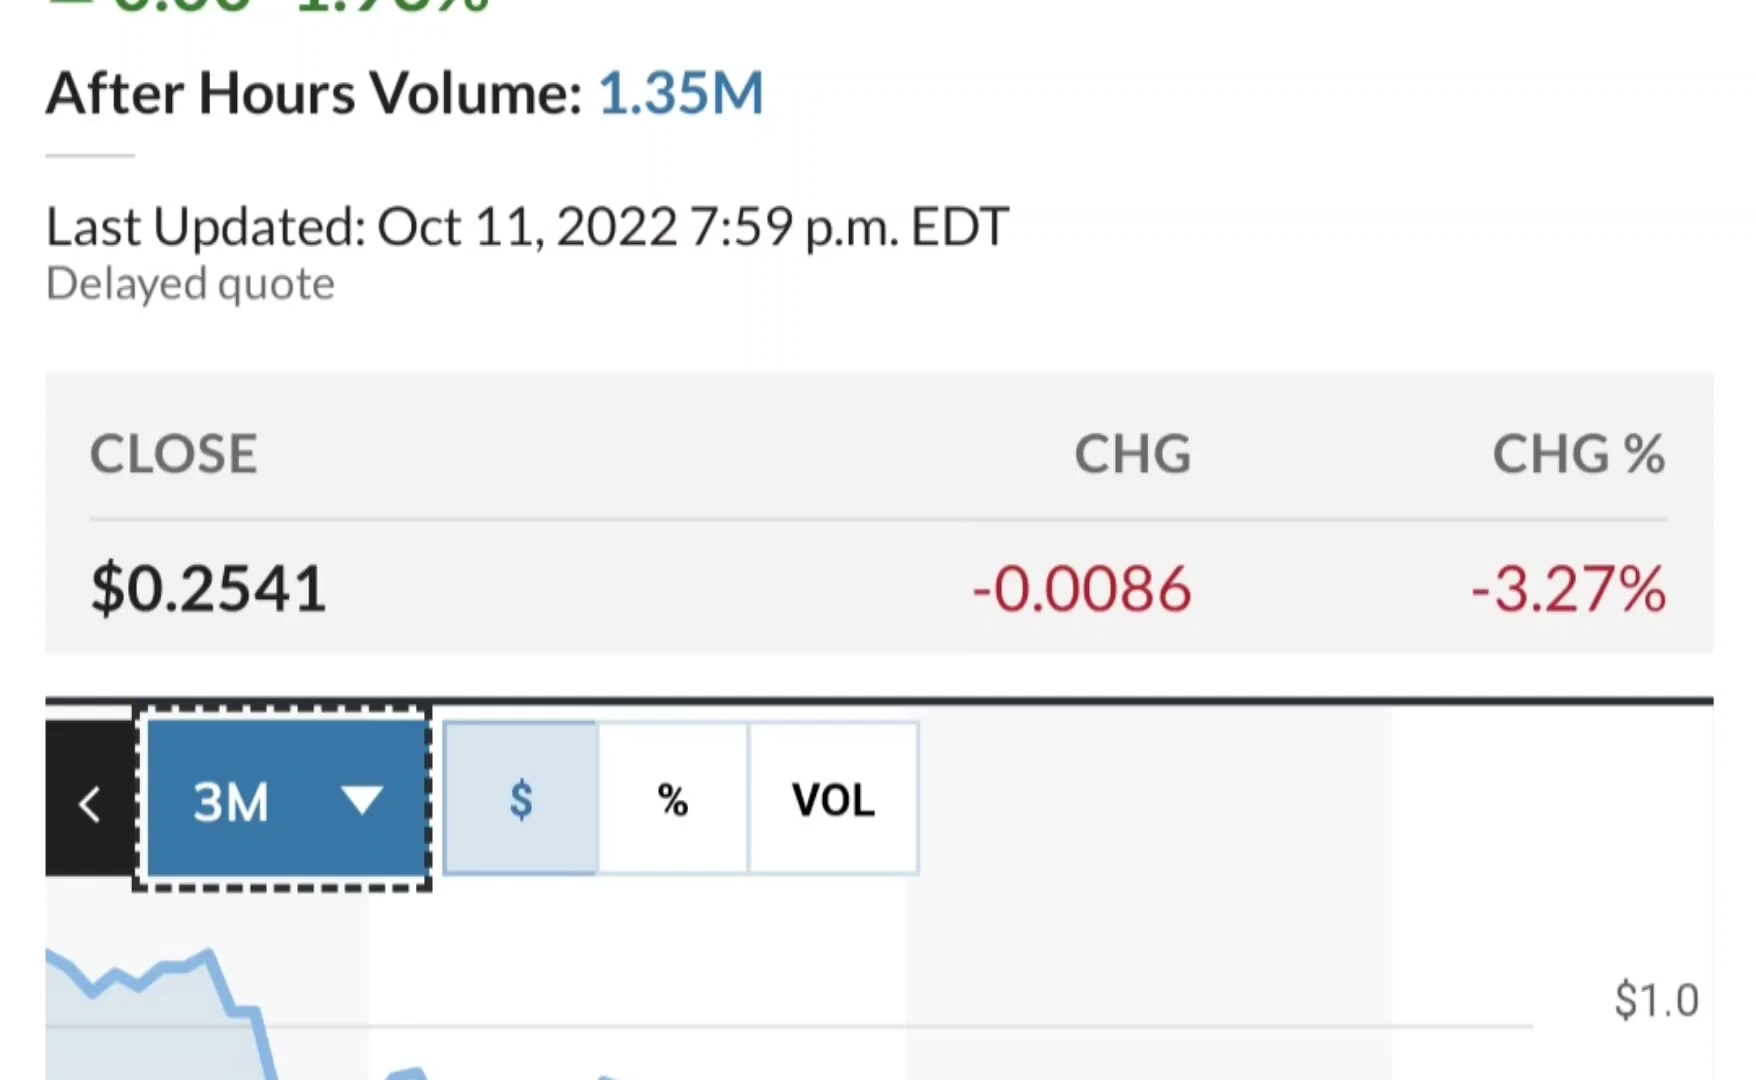 After Hours Volume: 1.35M
Last Updated: Oct 11, 2022 7:59 p.m. EDT
Delayed quote
CLOSE CHG CHG %
$0.2541 -0.0086 -3.27%
< 3M $ % VOL
$1.0